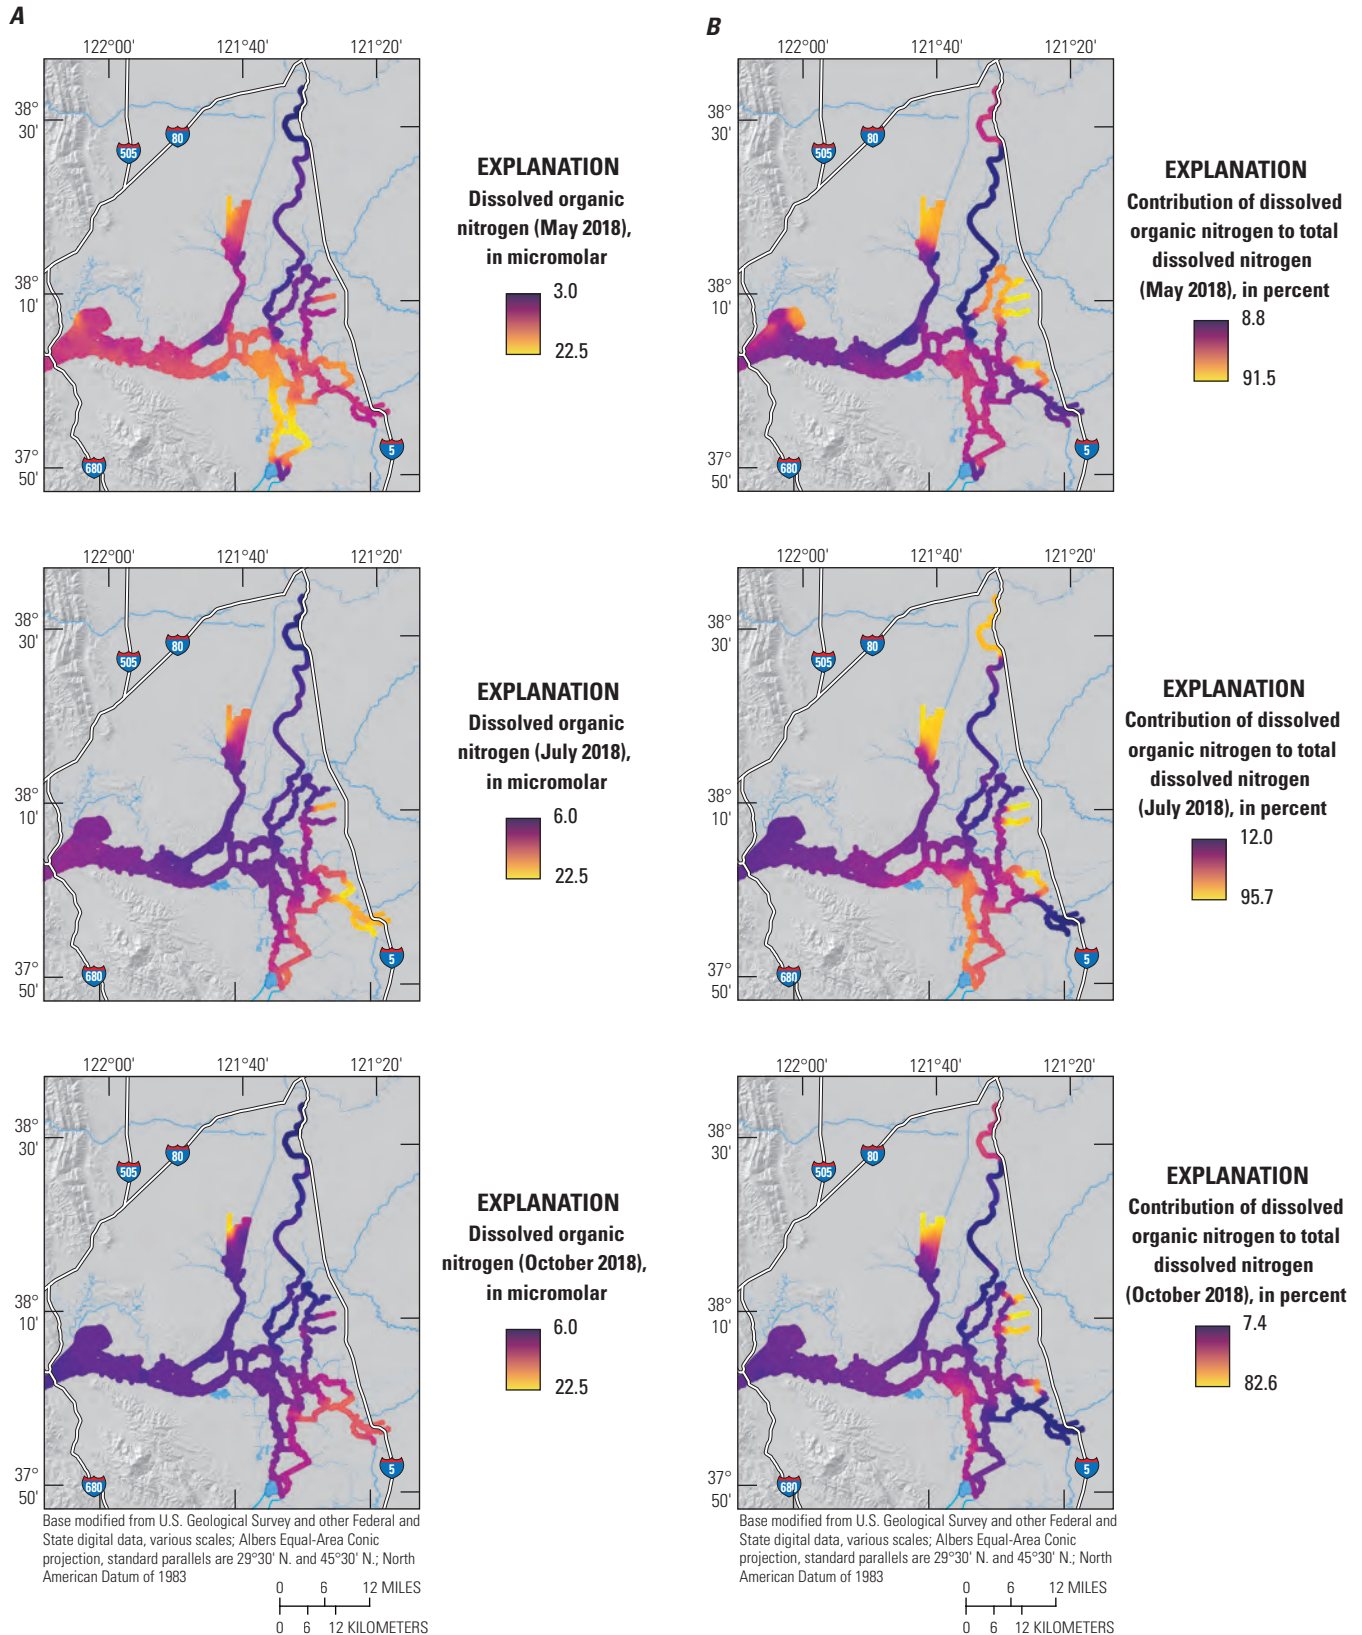 A
122°00'
121°40'
121°20'
38°
30'
38°
10'
37°
50'
505
80
680
5
EXPLANATION
Dissolved organic
nitrogen (May 2018),
in micromolar
3.0
22.5
B
122°00'
121°40'
121°20'
38°
30'
38°
10'
37°
50'
505
80
680
5
EXPLANATION
Contribution of dissolved
organic nitrogen to total
dissolved nitrogen
(May 2018), in percent
8.8
91.5
122°00'
121°40'
121°20'
38°
30'
38°
10'
37°
50'
505
80
680
5
EXPLANATION
Dissolved organic
nitrogen (July 2018),
in micromolar
6.0
22.5
122°00'
121°40'
121°20'
38°
30'
38°
10'
37°
50'
505
80
680
5
EXPLANATION
Contribution of dissolved
organic nitrogen to total
dissolved nitrogen
(July 2018), in percent
12.0
95.7
122°00'
121°40'
121°20'
38°
30'
38°
10'
37°
50'
505
80
680
5
EXPLANATION
Dissolved organic
nitrogen (October 2018),
in micromolar
6.0
22.5
122°00'
121°40'
121°20'
38°
30'
38°
10'
37°
50'
505
80
680
5
EXPLANATION
Contribution of dissolved
organic nitrogen to total
dissolved nitrogen
(October 2018), in percent
7.4
82.6
Base modified from U.S. Geological Survey and other Federal and
State digital data, various scales; Albers Equal-Area Conic
projection, standard parallels are 29°30' N. and 45°30' N.; North
American Datum of 1983
0 6 12 MILES
0 6 12 KILOMETERS
Base modified from U.S. Geological Survey and other Federal and
State digital data, various scales; Albers Equal-Area Conic
projection, standard parallels are 29°30' N. and 45°30' N.; North
American Datum of 1983
0 6 12 MILES
0 6 12 KILOMETERS